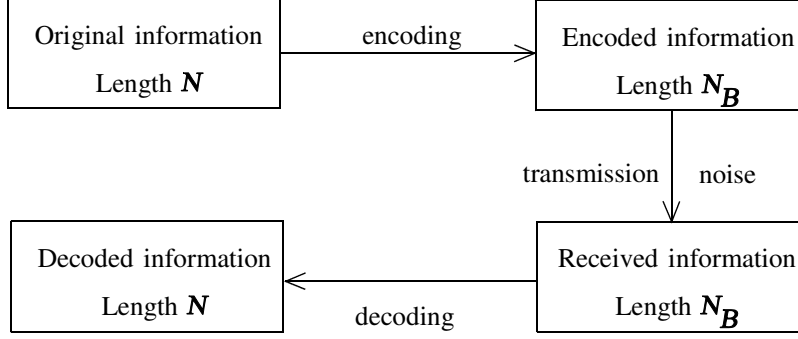 Original information
Length N
encoding
Encoded information
Length N_B
transmission
noise
Decoded information
Length N
decoding
Received information
Length N_B